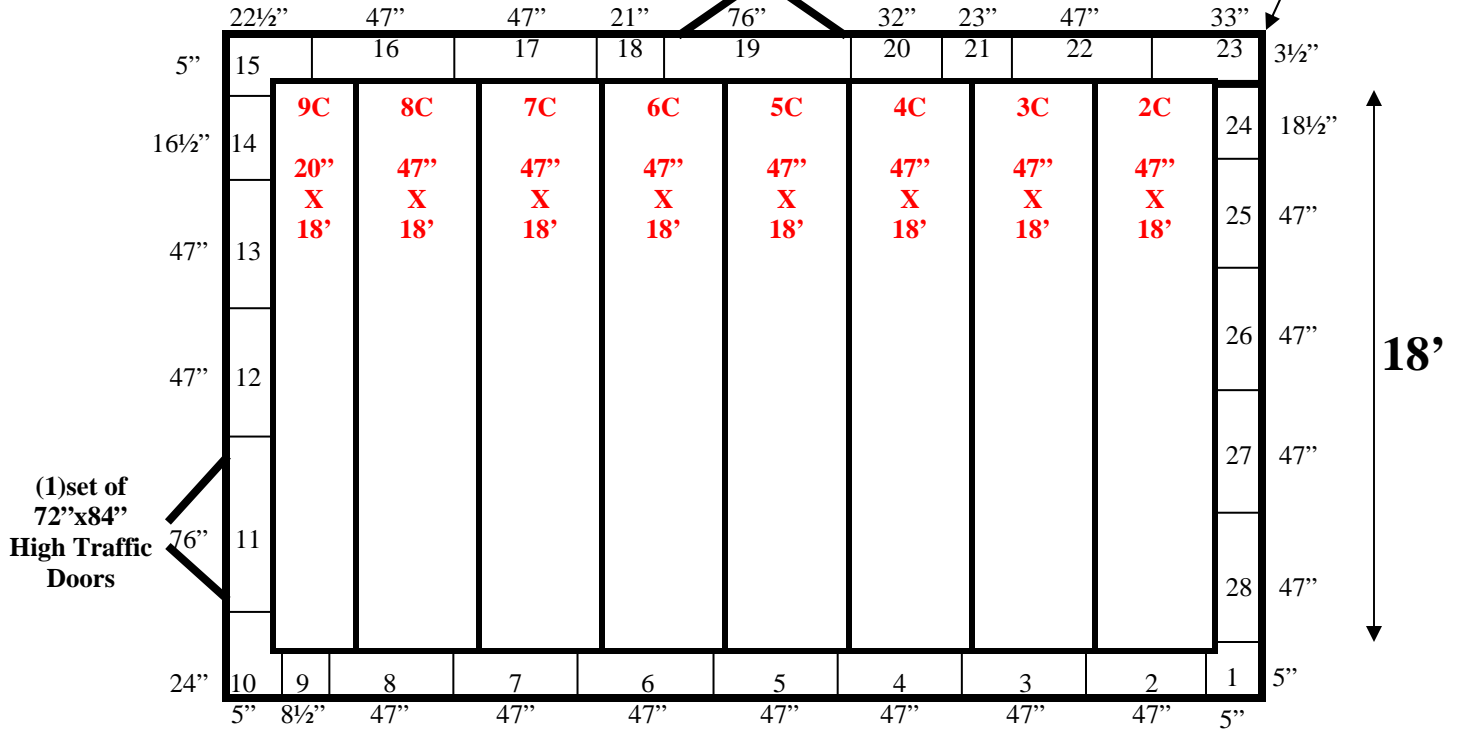 22½” 47” 47” 21” 76” 32” 23” 47” 33”
16 17 18 19 20 21 22 23 3½”
5” 15
9C 8C 7C 6C 5C 4C 3C 2C
24 18½”
16½” 14
20” 47” 47” 47” 47” 47” 47” 47”
X X X X X X X X
18’ 18’ 18’ 18’ 18’ 18’ 18’ 18’
25 47”
47” 13
26 47”
18’
47” 12
27 47”
(1)set of
72”x84”
High Traffic
Doors
76” 11
28 47”
24” 10 9 8 7 6 5 4 3 2 1 5”
5” 8½” 47” 47” 47” 47” 47” 47” 47” 5”